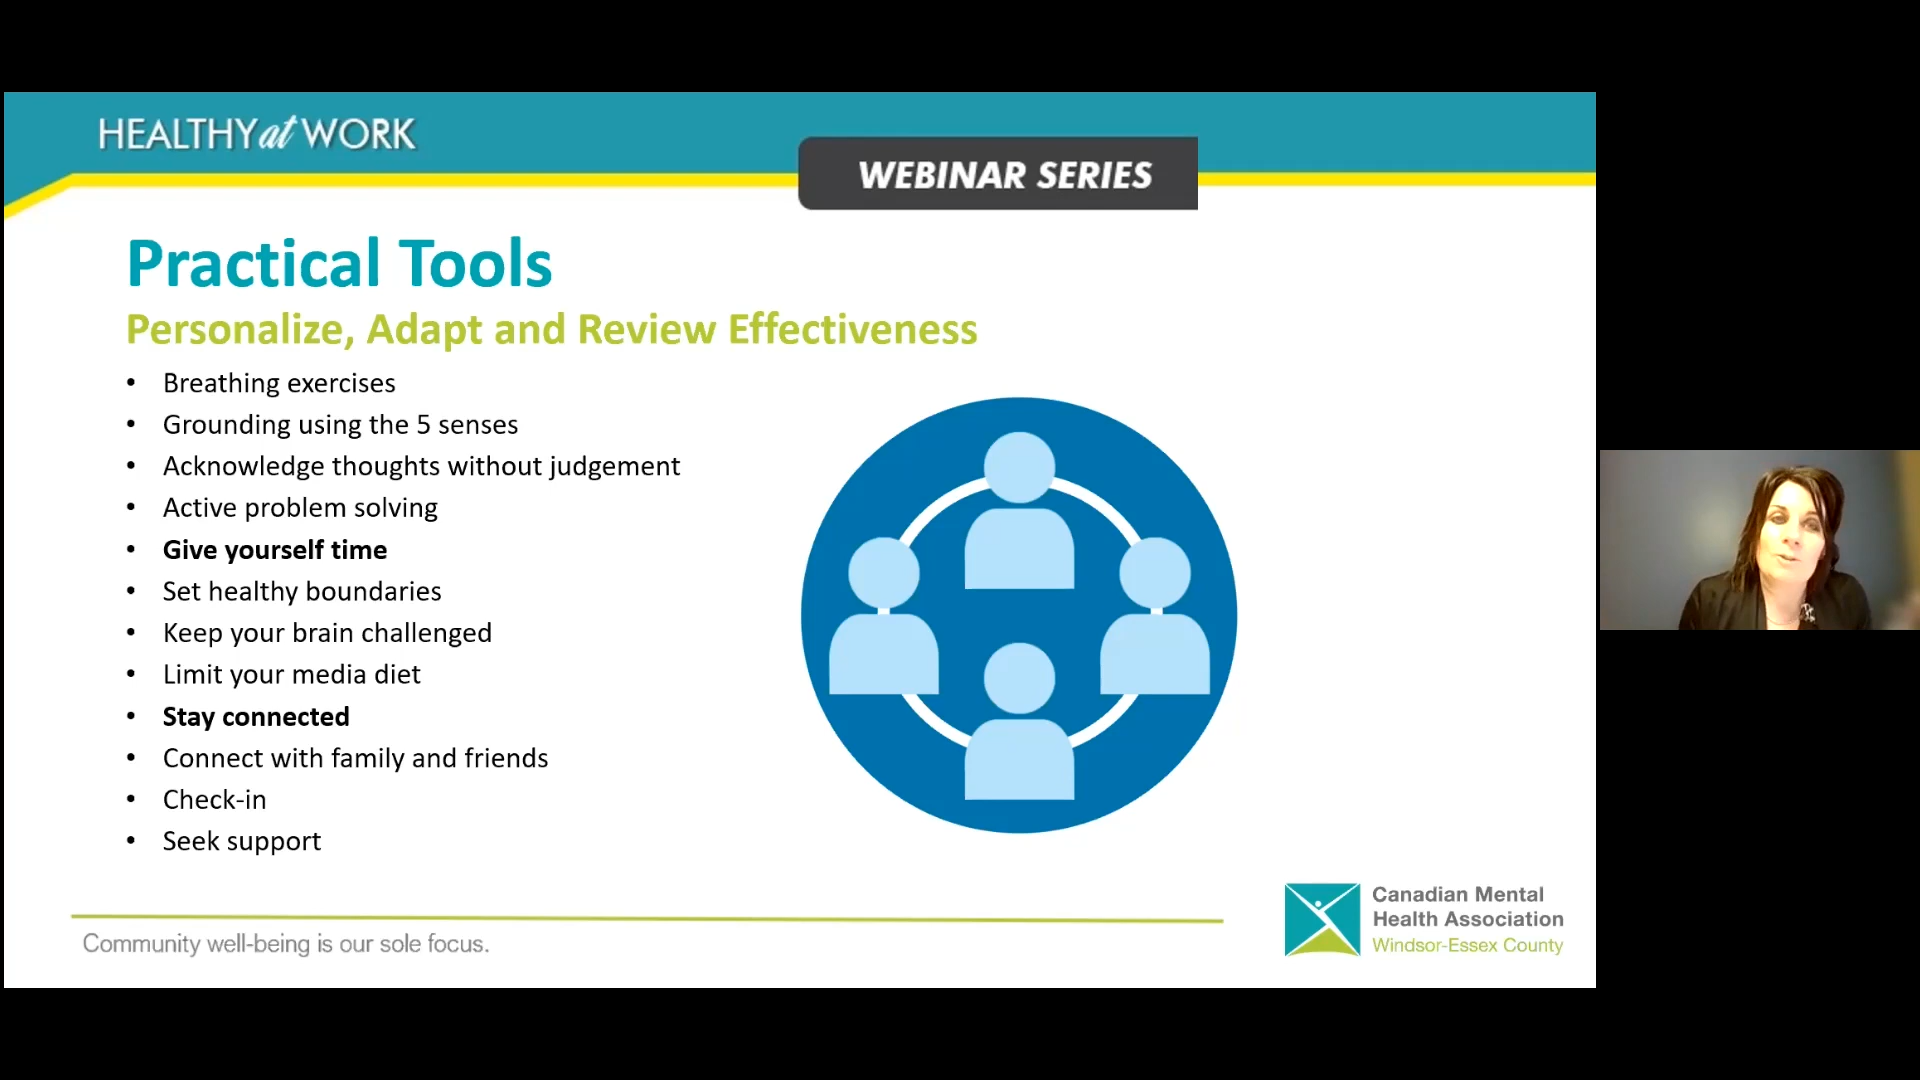 HEALTHY at WORK
WEBINAR SERIES
Practical Tools
Personalize, Adapt and Review Effectiveness
• Breathing exercises
• Grounding using the 5 senses
• Acknowledge thoughts without judgement
• Active problem solving
• Give yourself time
• Set healthy boundaries
• Keep your brain challenged
• Limit your media diet
• Stay connected
• Connect with family and friends
• Check-in
• Seek support
Community well-being is our sole focus.
Canadian Mental
Health Association
Windsor-Essex County